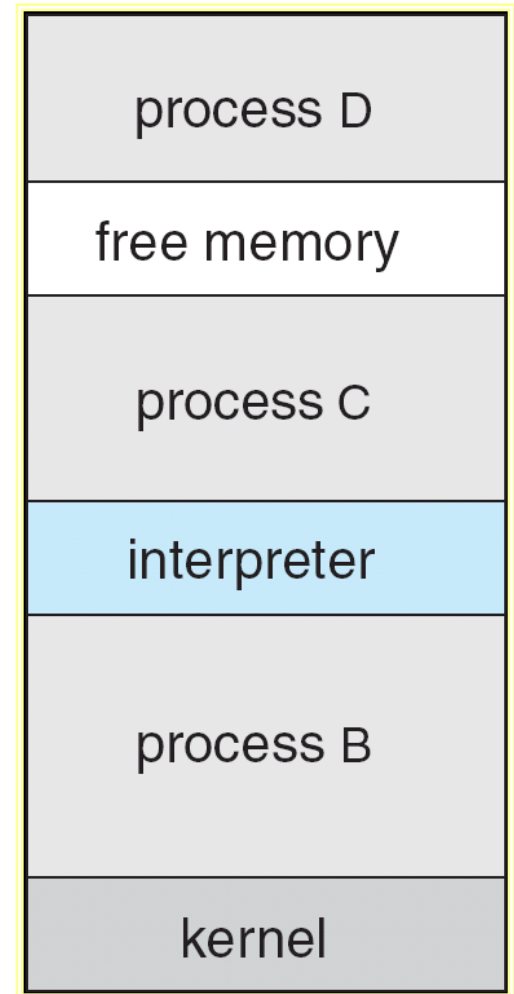 process D
free memory
process C
interpreter
process B
kernel